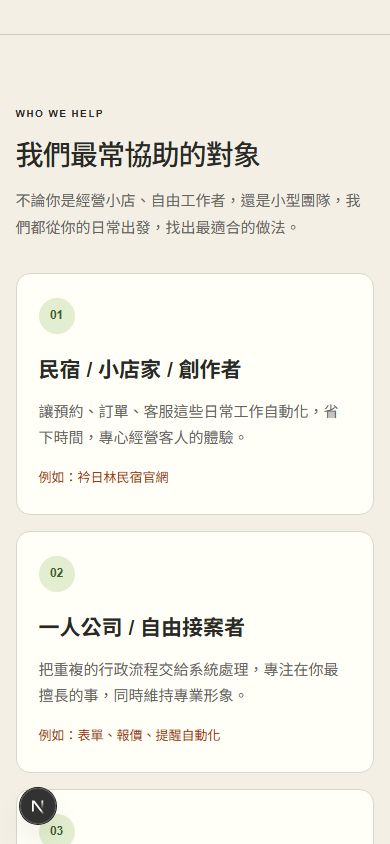 WHO WE HELP
我們最常協助的對象
不論你是經營小店、自由工作者，還是小型團隊，我
們都從你的日常出發，找出最適合的做法。
01
民宿 / 小店家 / 創作者
讓預約、訂單、客服這些日常工作自動化，省
下時間，專心經營客人的體驗。
例如：衿日林民宿官網
02
一人公司 / 自由接案者
把重複的行政流程交給系統處理，專注在你最
擅長的事，同時維持專業形象。
例如：表單、報價、提醒自動化
N
03